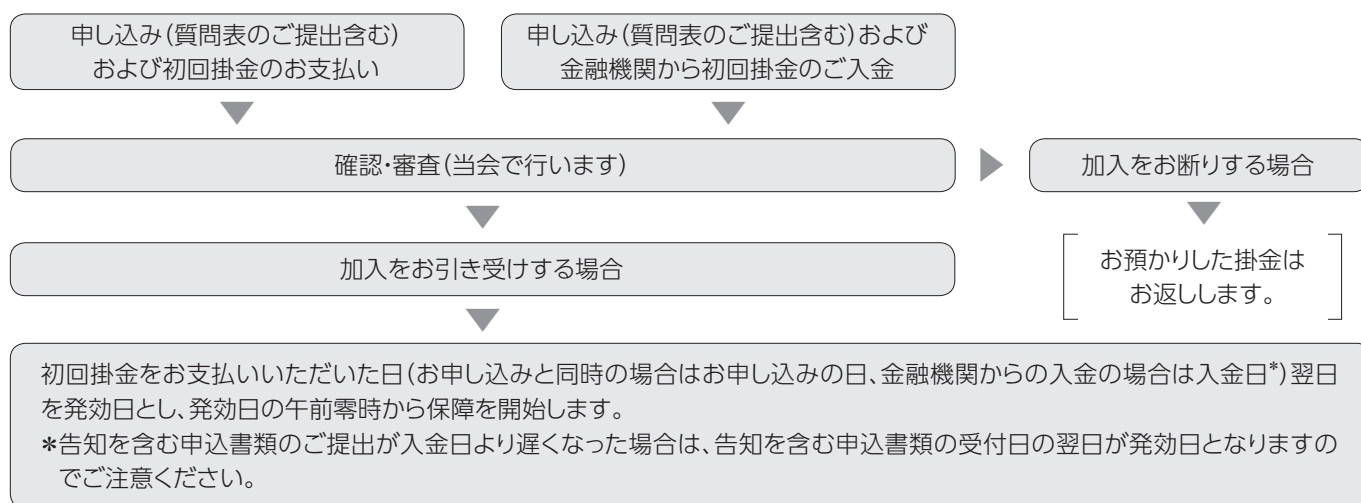 申し込み(質問表のご提出含む)
および初回掛金のお支払い
申し込み(質問表のご提出含む)および
金融機関から初回掛金のご入金
確認・審査(当会で行います)
加入をお断りする場合
お預かりした掛金は
お返しします。
加入をお引き受けする場合
初回掛金をお支払いいただいた日(お申し込みと同時の場合はお申し込みの日、金融機関からの入金の場合は入金日*)翌日
を発効日とし、発効日の午前零時から保障を開始します。
*告知を含む申込書類のご提出が入金日より遅くなった場合は、告知を含む申込書類の受付日の翌日が発効日となりますの
でご注意ください。